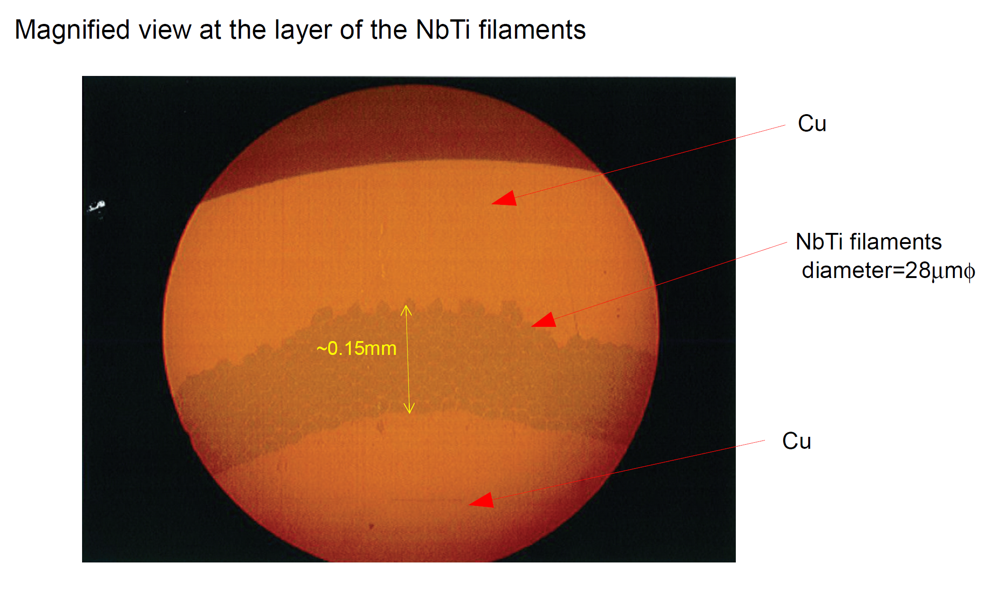 Magnified view at the layer of the NbTi filaments
Cu
NbTi filaments
diameter=28μmϕ
~0.15mm
Cu